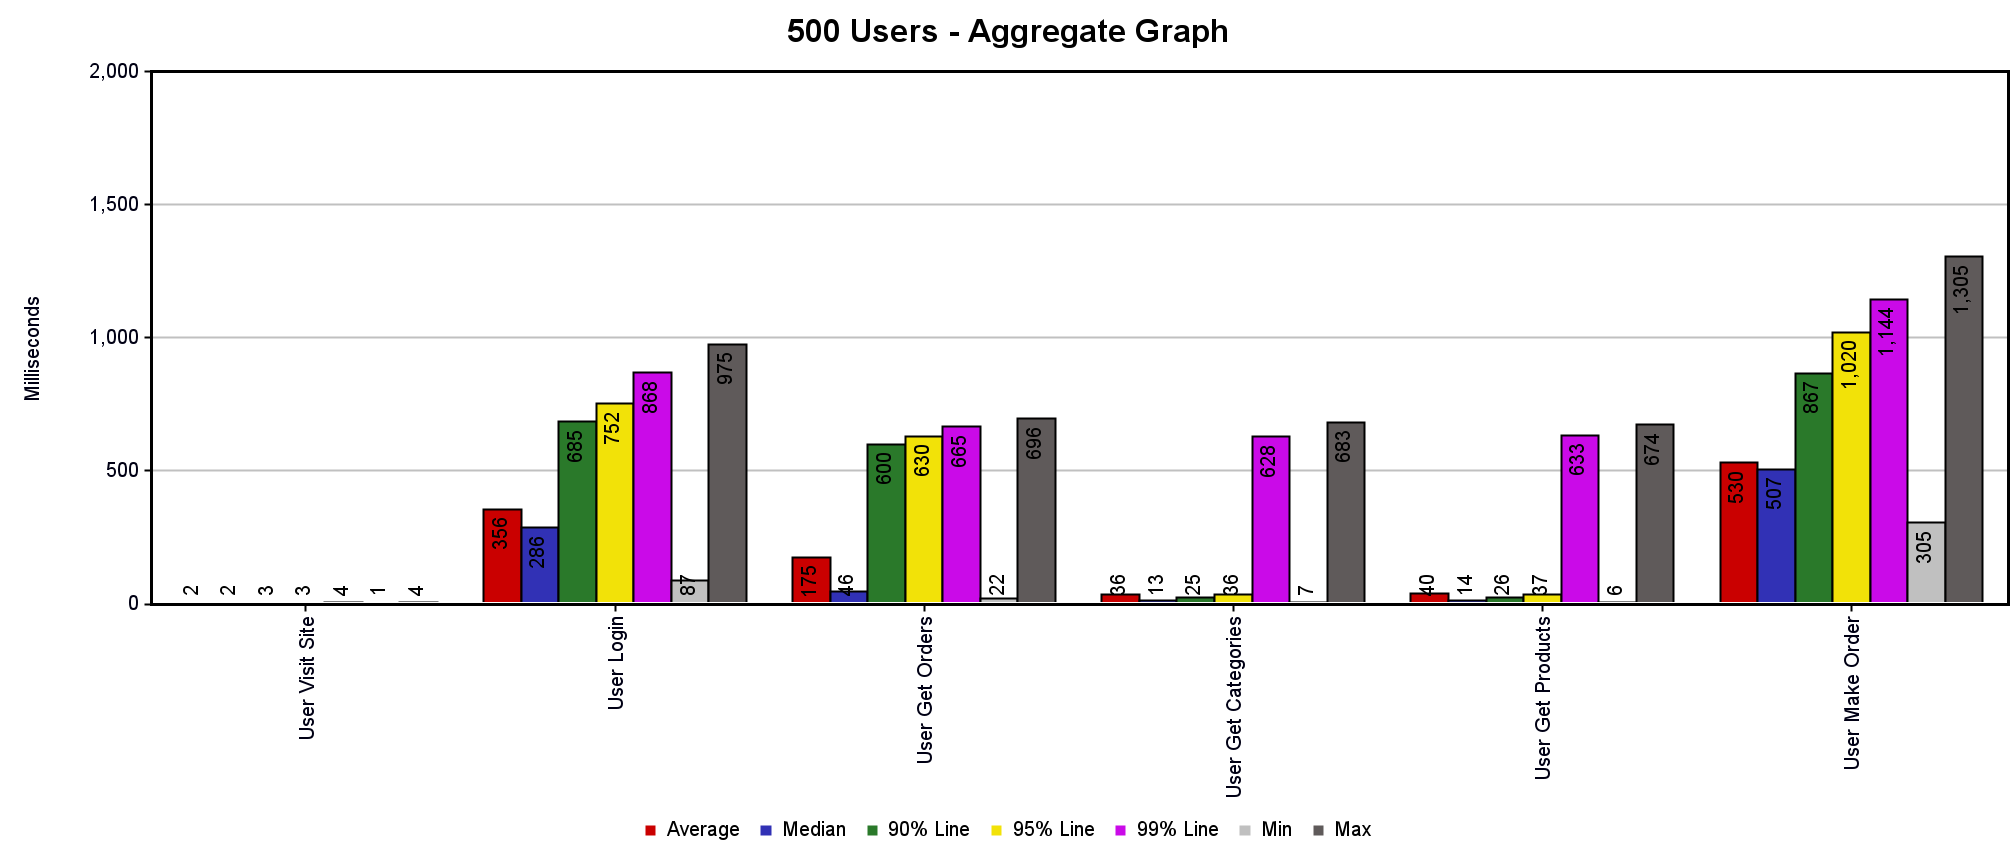 500 Users - Aggregate Graph
2,000
1,500
1,000
500
0
Milliseconds
2 2 3 3 4 1 4
356 286 685 752 868 87 975
175 46 600 630 665 22 696
36 13 25 36 628 7 683
40 14 26 37 633 6 674
530 507 867 1,020 1,144 305 1,305
User Visit Site
User Login
User Get Orders
User Get Categories
User Get Products
User Make Order
Average Median 90% Line 95% Line 99% Line Min Max